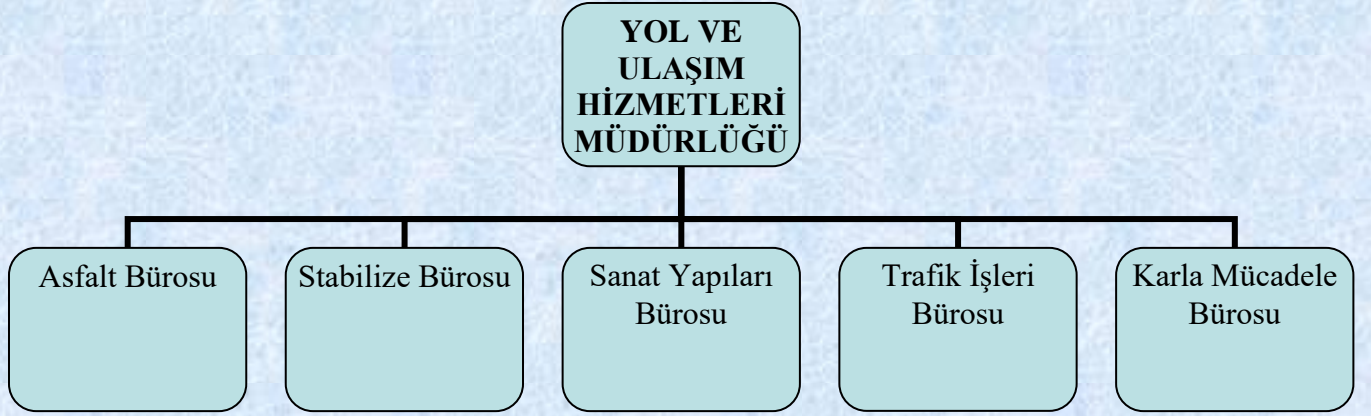 YOL VE
ULAŞIM
HİZMETLERİ
MÜDÜRLÜĞÜ
Asfalt Bürosu
Stabilize Bürosu
Sanat Yapıları
Bürosu
Trafik İşleri
Bürosu
Karla Mücadele
Bürosu